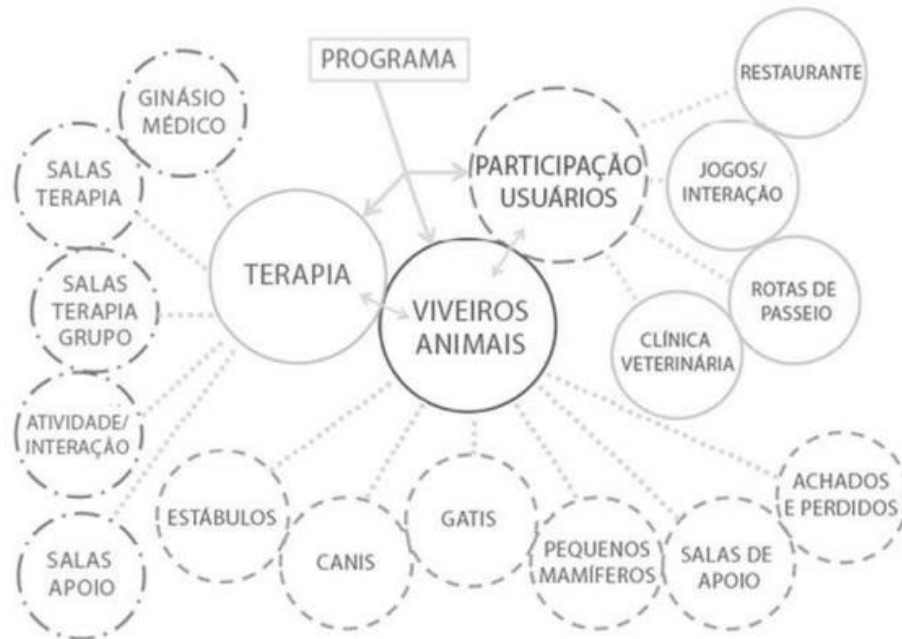 PROGRAMA
RESTAURANTE
GINÁSIO
MÉDICO
PARTICIPAÇÃO
USUÁRIOS
JOGOS/
INTERAÇÃO
SALAS
TERAPIA
TERAPIA
VIVEIROS
ANIMAIS
ROTAS DE
PASSEIO
SALAS
TERAPIA
GRUPO
CLÍNICA
VETERINÁRIA
ATIVIDADE/
INTERAÇÃO
ESTÁBULOS
CANIS
GATIS
PEQUENOS
MAMÍFEROS
SALAS DE
APOIO
ACHADOS
E PERDIDOS
SALAS
APOIO